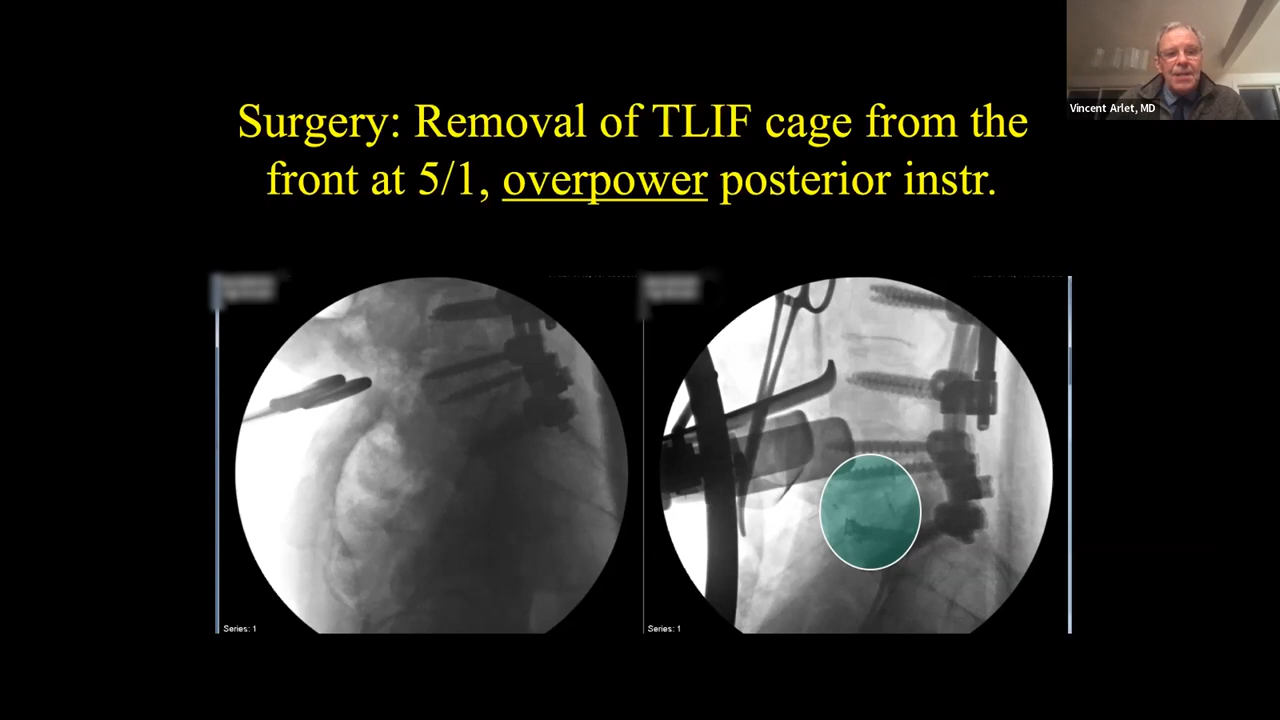 Vincent Arlet, MD
Surgery: Removal of TLIF cage from the
front at 5/1, overpower posterior instr.
Series: 1
Series: 1